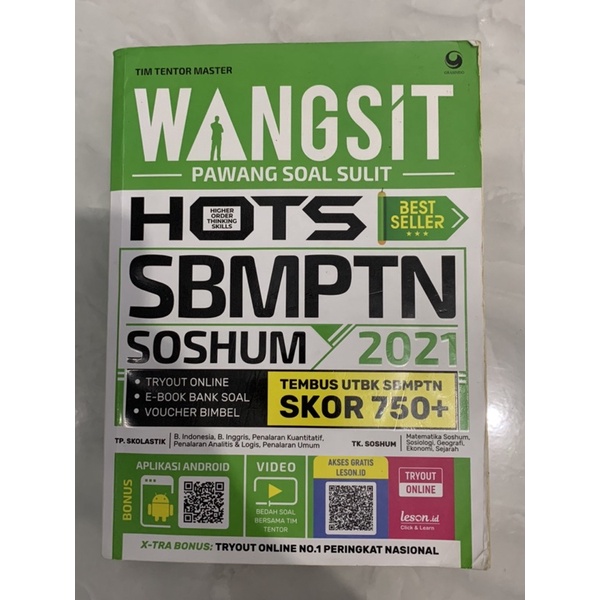 TIM TENTOR MASTER
WANGSIT
PAWANG SOAL SULIT
HOTS
HIGHER
ORDER
THINKING
SKILLS
BEST
SELLER
SBMPTN
SOSHUM 2021
• TRYOUT ONLINE
• E-BOOK BANK SOAL
• VOUCHER BIMBEL
TEMBUS UTBK SBMPTN
SKOR 750+
TP. SKOLASTIK
B. Indonesia, B. Inggris, Penalaran Kuantitatif,
Penalaran Analitis & Logis, Penalaran Umum
TK. SOSHUM
Matematika Soshum,
Sosiologi, Geografi,
Ekonomi, Sejarah
BONUS
APLIKASI ANDROID
VIDEO
BEDAH SOAL
BERSAMA TIM
TENTOR
AKSES GRATIS
LESON.ID
TRYOUT
ONLINE
leson.id
Click & Learn
X-TRA BONUS: TRYOUT ONLINE NO.1 PERINGKAT NASIONAL